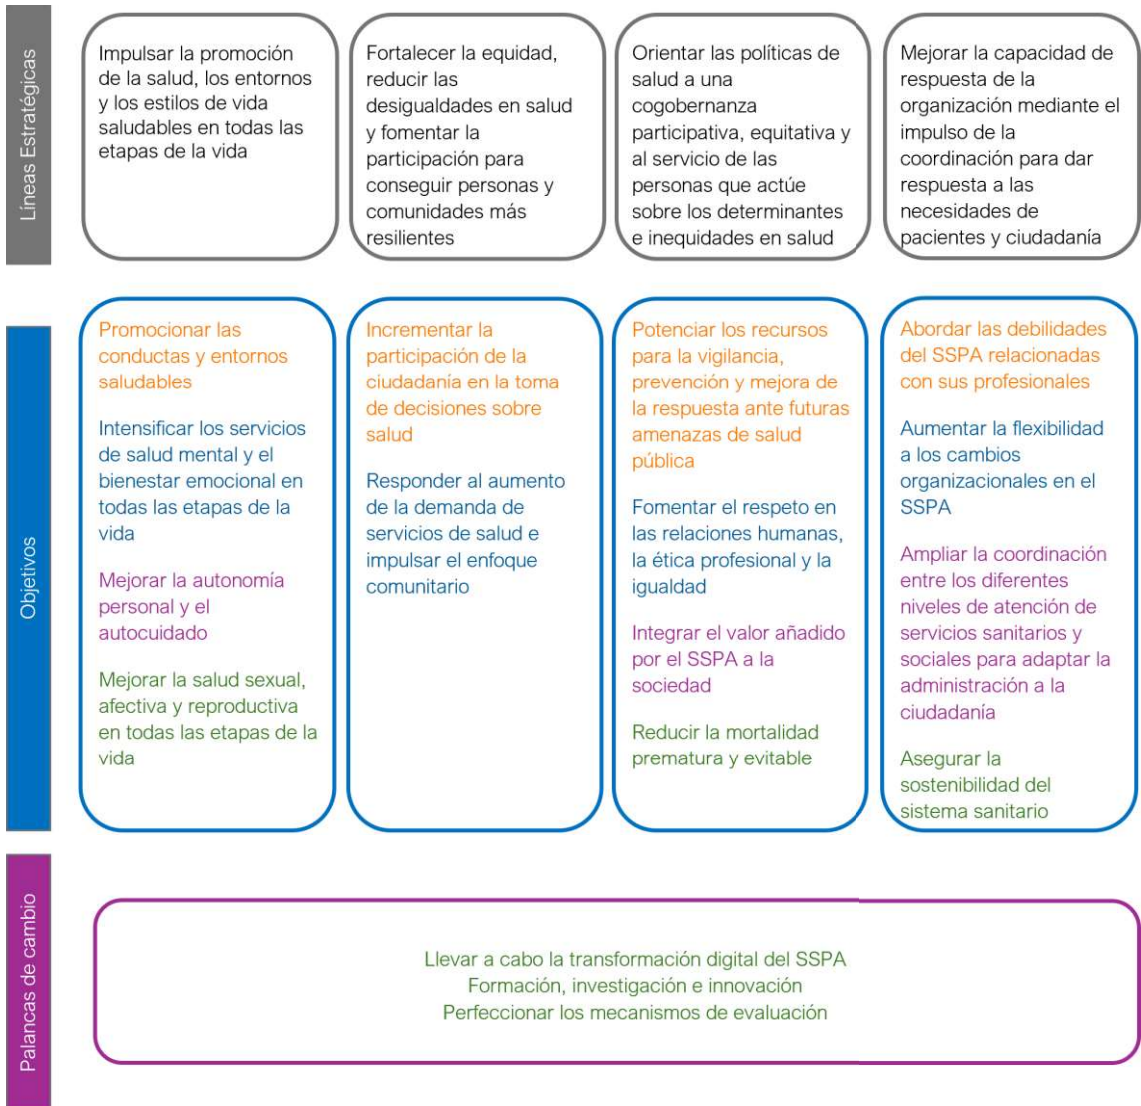 Líneas Estratégicas
Impulsar la promoción
de la salud, los entornos
y los estilos de vida
saludables en todas las
etapas de la vida
Fortalecer la equidad,
reducir las
desigualdades en salud
y fomentar la
participación para
conseguir personas y
comunidades más
resilientes
Orientar las políticas de
salud a una
cogobernanza
participativa, equitativa y
al servicio de las
personas que actúe
sobre los determinantes
e inequidades en salud
Mejorar la capacidad de
respuesta de la
organización mediante el
impulso de la
coordinación para dar
respuesta a las
necesidades de
pacientes y ciudadanía
Objetivos
Promocionar las
conductas y entornos
saludables
Intensificar los servicios
de salud mental y el
bienestar emocional en
todas las etapas de la
vida
Mejorar la autonomía
personal y el
autocuidado
Mejorar la salud sexual,
afectiva y reproductiva
en todas las etapas de la
vida
Incrementar la
participación de la
ciudadanía en la toma
de decisiones sobre
salud
Responder al aumento
de la demanda de
servicios de salud e
impulsar el enfoque
comunitario
Potenciar los recursos
para la vigilancia,
prevención y mejora de
la respuesta ante futuras
amenazas de salud
pública
Fomentar el respeto en
las relaciones humanas,
la ética profesional y la
igualdad
Integrar el valor añadido
por el SSPA a la
sociedad
Reducir la mortalidad
prematura y evitable
Abordar las debilidades
del SSPA relacionadas
con sus profesionales
Aumentar la flexibilidad
a los cambios
organizacionales en el
SSPA
Ampliar la coordinación
entre los diferentes
niveles de atención de
servicios sanitarios y
sociales para adaptar la
administración a la
ciudadanía
Asegurar la
sostenibilidad del
sistema sanitario
Palancas de cambio
Llevar a cabo la transformación digital del SSPA
Formación, investigación e innovación
Perfeccionar los mecanismos de evaluación